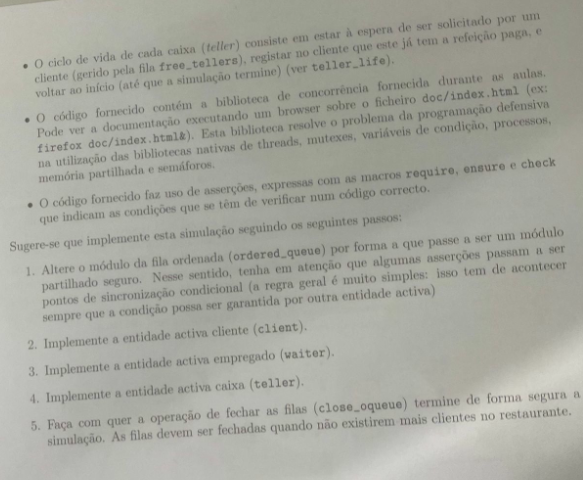 • O ciclo de vida de cada caixa (teller) consiste em estar à espera de ser solicitado por um
cliente (gerido pela fila free_tellers), registar no cliente que este já tem a refeição paga, e
voltar ao início (até que a simulação termine) (ver teller_life).
• O código fornecido contém a biblioteca de concorrência fornecida durante as aulas.
Pode ver a documentação executando um browser sobre o ficheiro doc/index.html (ex:
firefox doc/index.html&). Esta biblioteca resolve o problema da programação defensiva
na utilização das bibliotecas nativas de threads, mutexes, variáveis de condição, processos,
memória partilhada e semáforos.
• O código fornecido faz uso de asserções, expressas com as macros require, ensure e check
que indicam as condições que se têm de verificar num código correcto.
Sugere-se que implemente esta simulação seguindo os seguintes passos:
1. Altere o módulo da fila ordenada (ordered_queue) por forma a que passe a ser um módulo
partilhado seguro. Nesse sentido, tenha em atenção que algumas asserções passam a ser
pontos de sincronização condicional (a regra geral é muito simples: isso tem de acontecer
sempre que a condição possa ser garantida por outra entidade activa)
2. Implemente a entidade activa cliente (client).
3. Implemente a entidade activa empregado (waiter).
4. Implemente a entidade activa caixa (teller).
5. Faça com quer a operação de fechar as filas (close_oqueue) termine de forma segura a
simulação. As filas devem ser fechadas quando não existirem mais clientes no restaurante.